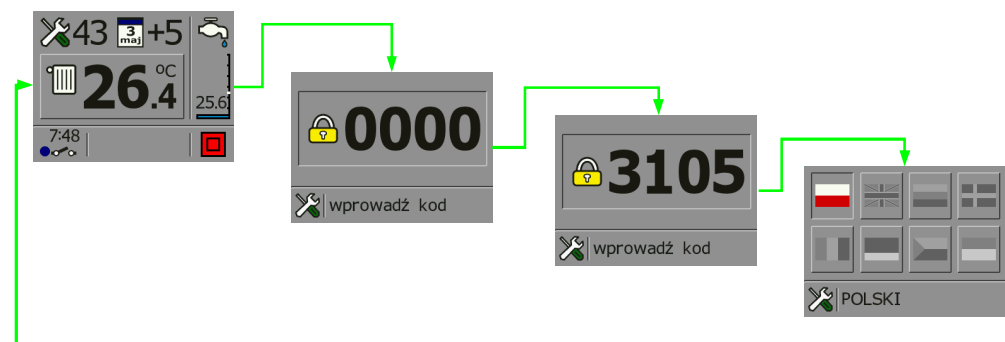 43 3 maj +5
26.4 °C
25.6
7:48
0000
wprowadź kod
3105
wprowadź kod
POLSKI